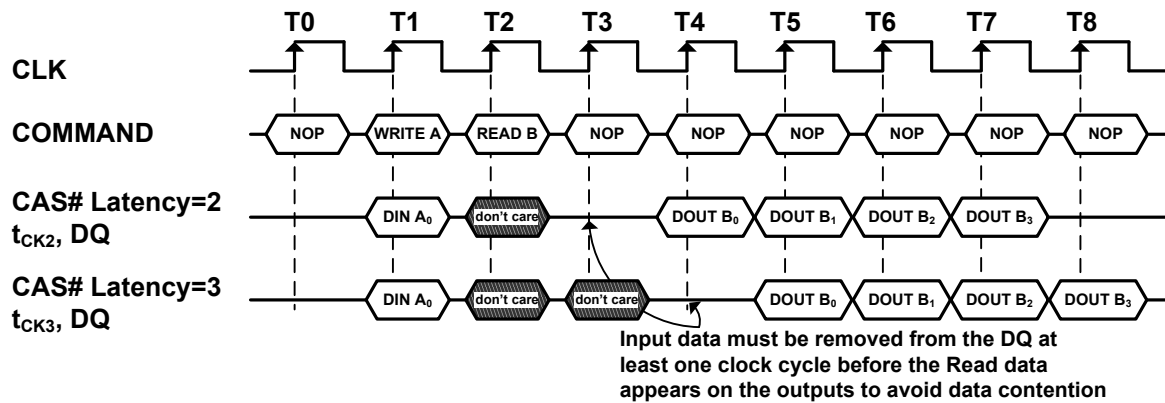 T0 T1 T2 T3 T4 T5 T6 T7 T8
CLK
COMMAND NOP WRITE A READ B NOP NOP NOP NOP NOP NOP
CAS# Latency=2
tCK2, DQ DIN A0 don't care DOUT B0 DOUT B1 DOUT B2 DOUT B3
CAS# Latency=3
tCK3, DQ DIN A0 don't care don't care DOUT B0 DOUT B1 DOUT B2 DOUT B3
Input data must be removed from the DQ at
least one clock cycle before the Read data
appears on the outputs to avoid data contention